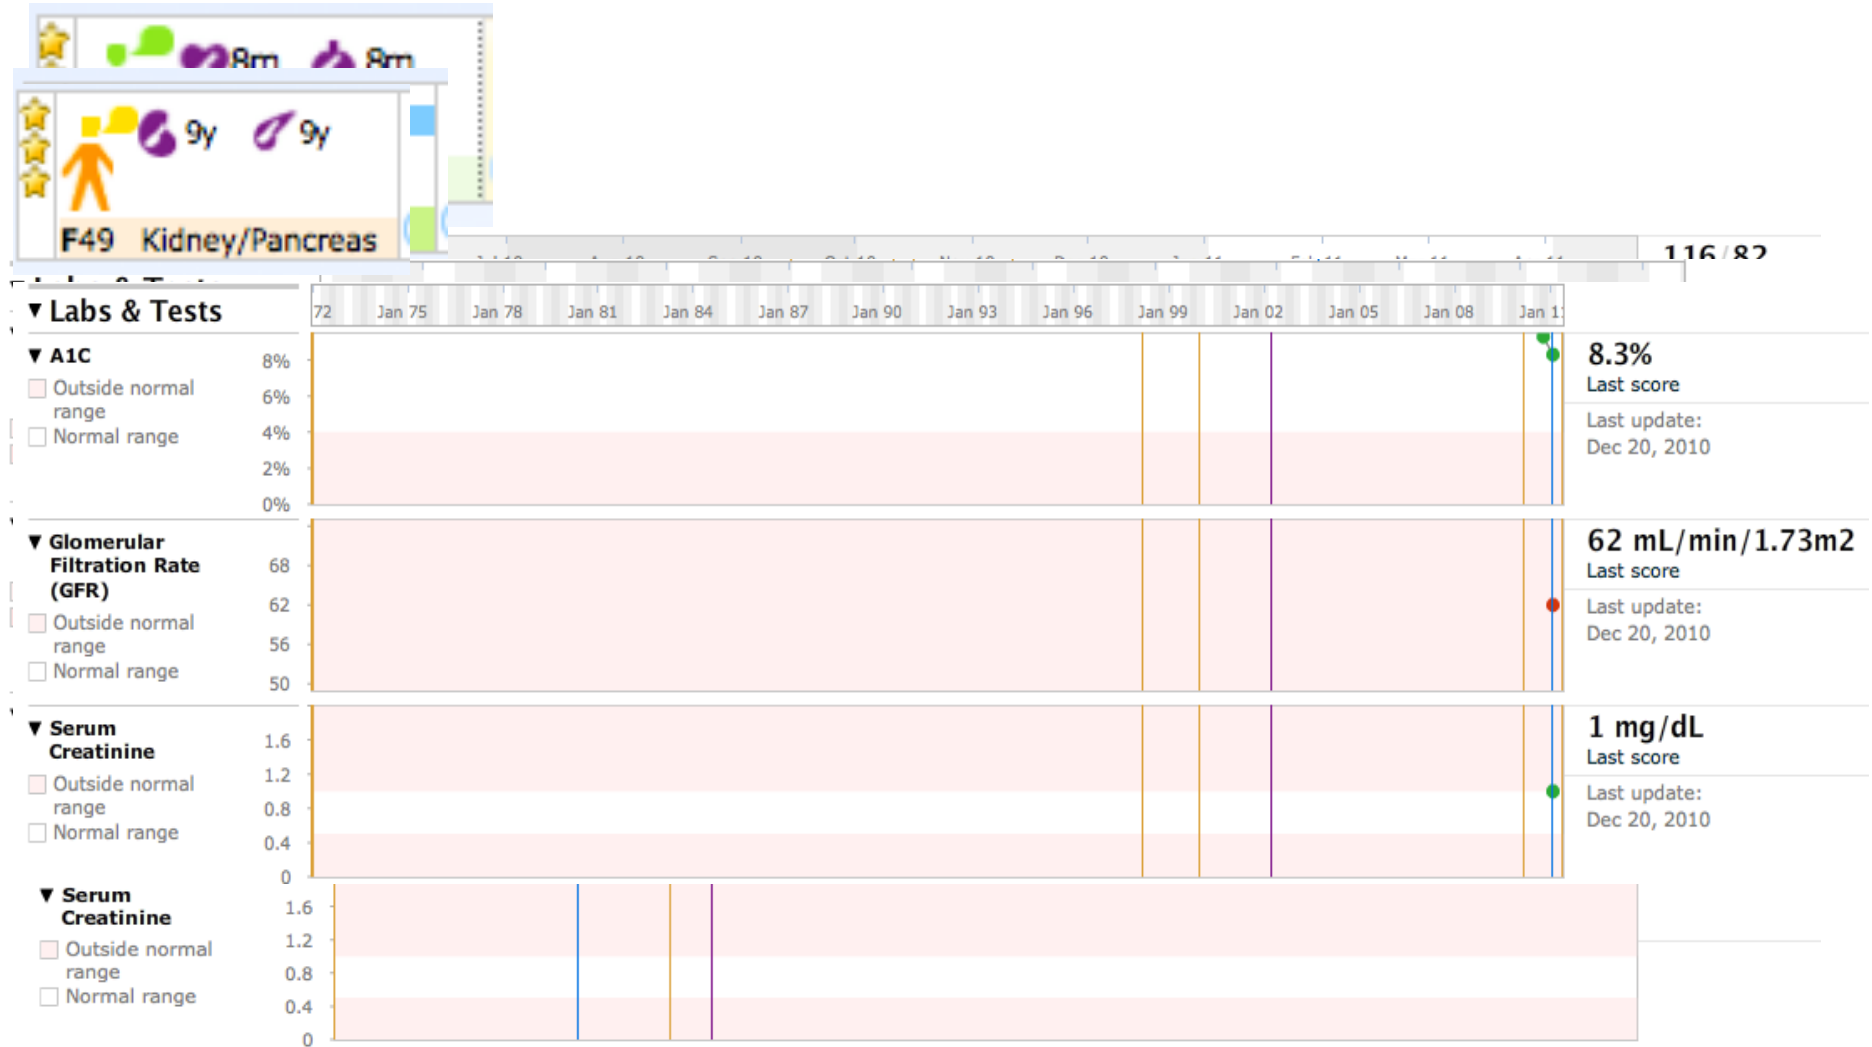 8m 8m
9y 9y
F49 Kidney/Pancreas
116/82
Labs & Tests
72 Jan 75 Jan 78 Jan 81 Jan 84 Jan 87 Jan 90 Jan 93 Jan 96 Jan 99 Jan 02 Jan 05 Jan 08 Jan 11
▼ A1C
Outside normal
range
Normal range
8%
6%
4%
2%
0%
8.3%
Last score
Last update:
Dec 20, 2010
▼ Glomerular
Filtration Rate
(GFR)
Outside normal
range
Normal range
68
62
56
50
62 mL/min/1.73m2
Last score
Last update:
Dec 20, 2010
▼ Serum
Creatinine
Outside normal
range
Normal range
1.6
1.2
0.8
0.4
0
1 mg/dL
Last score
Last update:
Dec 20, 2010
▼ Serum
Creatinine
Outside normal
range
Normal range
1.6
1.2
0.8
0.4
0